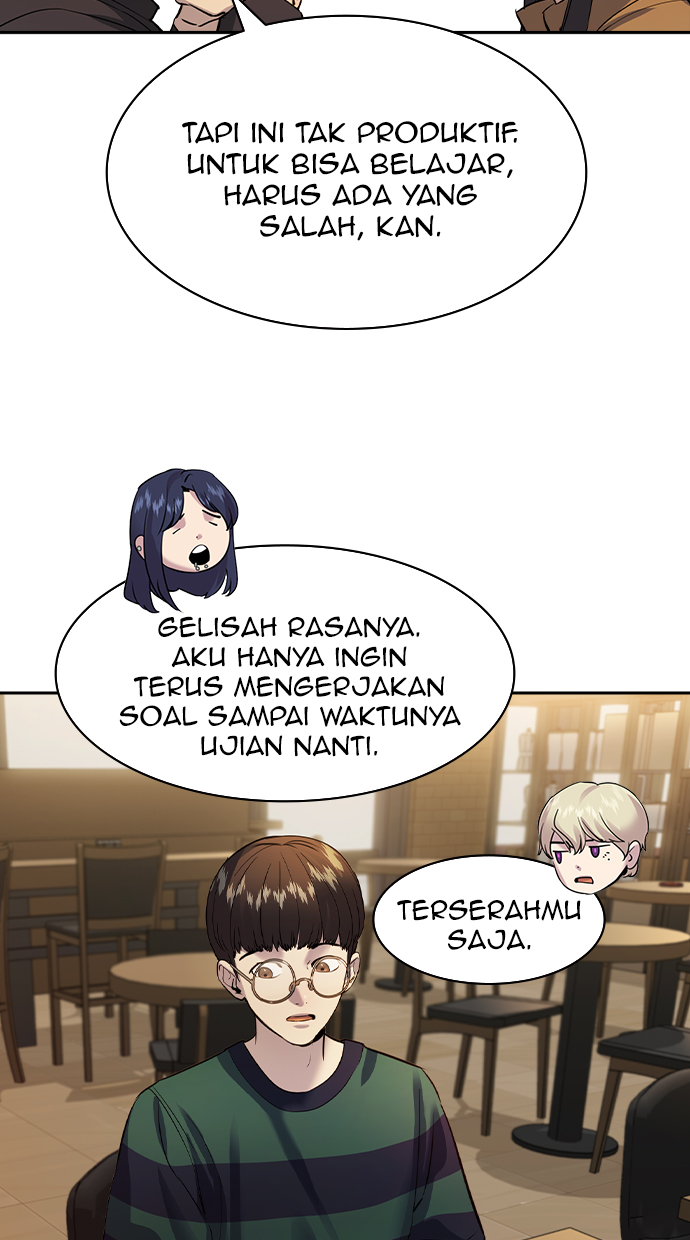 TAPI INI TAK PRODUKTIF.
UNTUK BISA BELAJAR,
HARUS ADA YANG
SALAH, KAN.
GELISAH RASANYA.
AKU HANYA INGIN
TERUS MENGERJAKAN
SOAL SAMPAI WAKTUNYA
UJIAN NANTI.
TERSERAHMU
SAJA.